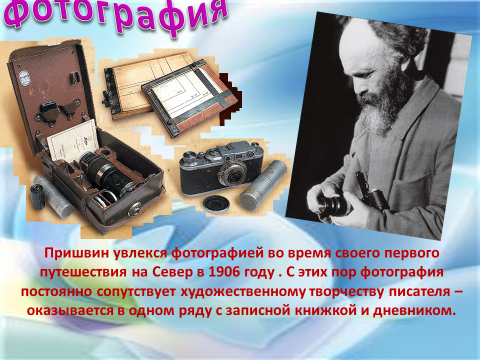 фотография
Пришвин увлекся фотографией во время своего первого
путешествия на Север в 1906 году . С этих пор фотография
постоянно сопутствует художественному творчеству писателя –
оказывается в одном ряду с записной книжкой и дневником.